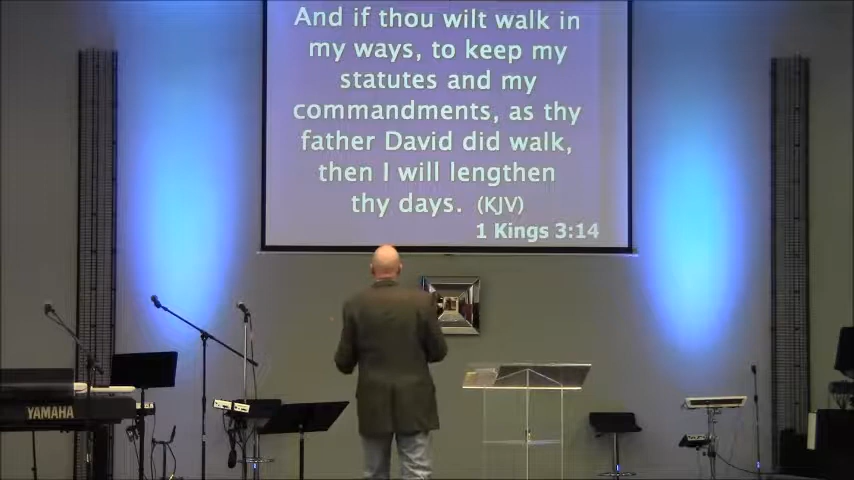 And if thou wilt walk in
my ways, to keep my
statutes and my
commandments, as thy
father David did walk,
then I will lengthen
thy days. (KJV)
1 Kings 3:14
YAMAHA